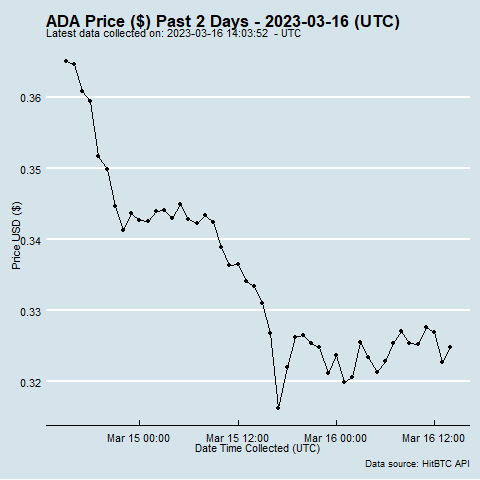 ADA Price ($) Past 2 Days - 2023-03-16 (UTC)
Latest data collected on: 2023-03-16 14:03:52 - UTC
0.36
0.35
0.34
0.33
0.32
Price USD ($)
Mar 15 00:00 Mar 15 12:00 Mar 16 00:00 Mar 16 12:00
Date Time Collected (UTC)
Data source: HitBTC API